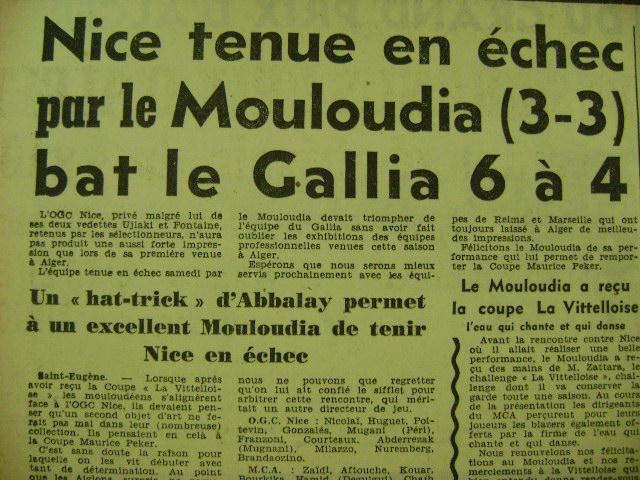 Nice tenue en échec
par le Mouloudia (3-3)
bat le Gallia 6 à 4
L'OGC Nice, privé malgré lui de
ses deux vedettes Ujlaki et Fontaine,
retenus par les sélectionneurs, n'aura
pas produit une aussi forte impres-
sion que lors de sa première venue
à Alger.
L'équipe tenue en échec samedi par
le Mouloudia devait triompher de
l'équipe du Gallia sans avoir fait
oublier les exhibitions des équipes
professionnelles venues cette saison
à Alger.
Espérons que nous serons mieux
servis prochainement avec les équi-
pes de Reims et Marseille qui ont
toujours laissé à Alger de meilleu-
res impressions.
Félicitons le Mouloudia de sa per-
formance qui lui permet de rempor-
ter la Coupe Maurice Peker.
Un « hat-trick » d'Abbalay permet
à un excellent Mouloudia de tenir
Nice en échec
Saint-Eugène. — Lorsque après
avoir reçu la Coupe « La Vittelloi-
se » les mouloudéens s'alignèrent
face à l'OGC Nice, ils devaient pen-
ser qu'un second objet d'art ne fe-
rait pas mal dans leur (nombreuse)
collection. Ils pensaient en celà à
la Coupe Maurice Peker.
C'est sans doute la raison pour
laquelle on les vit débuter avec
tant de détermination. Au point
que les Aiglons
nous ne pouvons que regretter
qu'on lui ait confié le sifflet pour
arbitrer cette rencontre, qui méri-
tait un autre directeur de jeu.
O.G.C. Nice : Nicolaï, Huguet, Poi-
tevin, Gonzalès, Mugani (Péri),
Franzoni, Courteaux. Abderrezak
(Mugnani), Milarzo, Nuremberg,
Brandaozino.
M.C.A. : Zaïdi, Aftouche, Kouar,
Hamid
Le Mouloudia a reçu
la coupe La Vittelloise
l'eau qui chante et qui danse
Avant la rencontre contre Nice
où il allait réaliser une belle
performance, le Mouloudia a re-
çu des mains de M. Zattara, le
challenge « La Vittelloise », chal-
lenge dont il va conserver la
garde toute une saison. Au cours
de la présentation les dirigeants
du MCA perçurent pour leurs
joueurs les blazers également of-
ferts par la firme de l'eau qui
chante et qui danse.
Nous renouvelons nos félicita-
tions au Mouloudia et nos re-
merciements à La Vittelloise qui